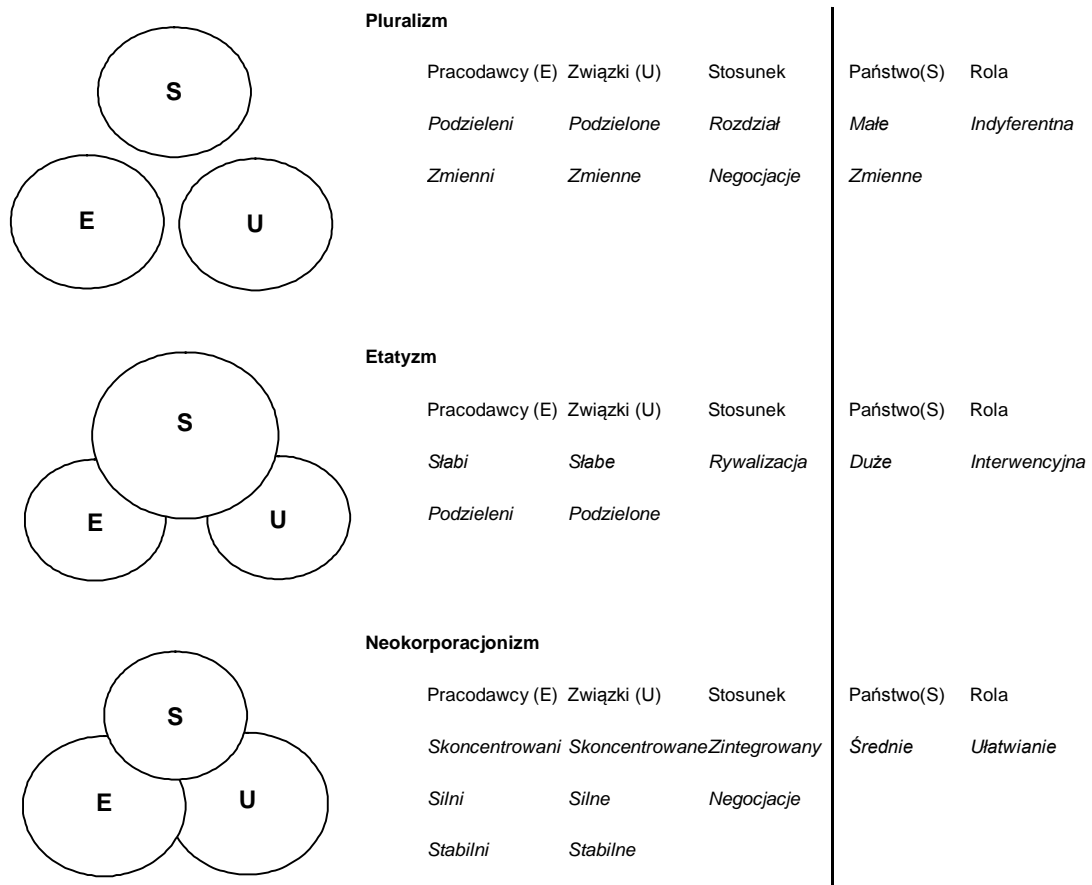 Pluralizm
Pracodawcy (E) Związki (U) Stosunek Państwo(S) Rola
S
Podzieleni Podzielone Rozdział Małe Indyferentna
Zmienni Zmienne Negocjacje Zmienne
E U
Etatyzm
Pracodawcy (E) Związki (U) Stosunek Państwo(S) Rola
S
Słabi Słabe Rywalizacja Duże Interwencyjna
Podzieleni Podzielone
E U
Neokorporacjonizm
Pracodawcy (E) Związki (U) Stosunek Państwo(S) Rola
S
Skoncentrowani Skoncentrowane Zintegrowany Średnie Ułatwianie
E U
Silni Silne Negocjacje
Stabilni Stabilne